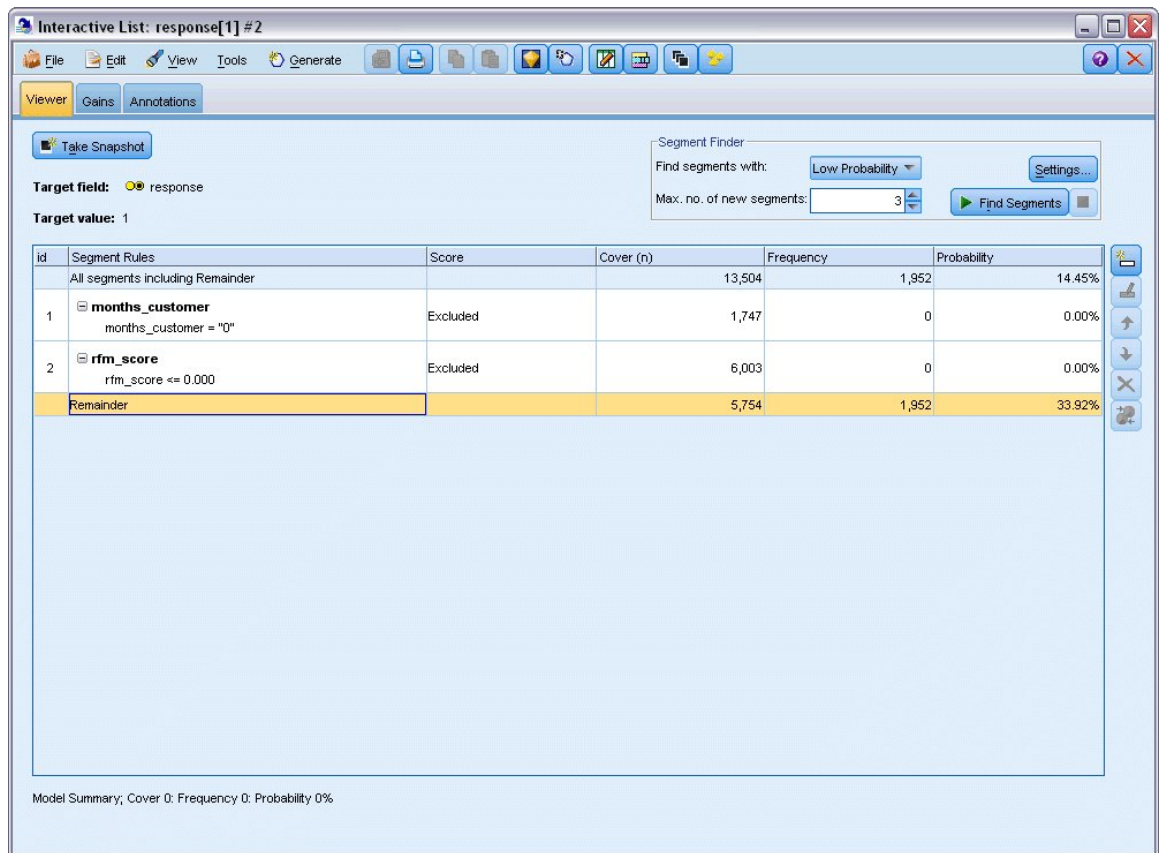 Interactive List: response[1] #2
File Edit View Tools Generate
Viewer Gains Annotations
Take Snapshot
Segment Finder
Find segments with: Low Probability Settings...
Max. no. of new segments: 3 Find Segments
Target field: response
Target value: 1
id Segment Rules Score Cover (n) Frequency Probability
All segments including Remainder 13,504 1,952 14.45%
1 months_customer Excluded 1,747 0 0.00%
months_customer = "0"
2 rfm_score Excluded 6,003 0 0.00%
rfm_score <= 0.000
Remainder 5,754 1,952 33.92%
Model Summary; Cover 0: Frequency 0: Probability 0%